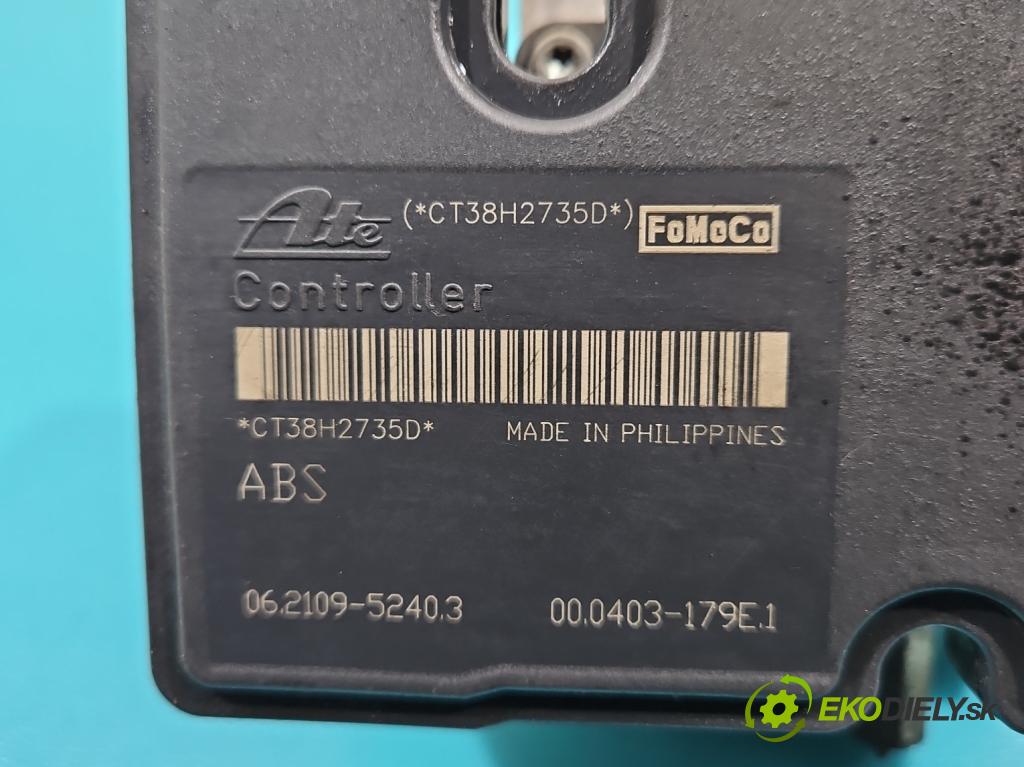 Ate (*CT38H2735D*) FoMoCo
Controller
*CT38H2735D* MADE IN PHILIPPINES
ABS
06.2109-5240.3 00.0403-179E.1
EKODIELY.sk